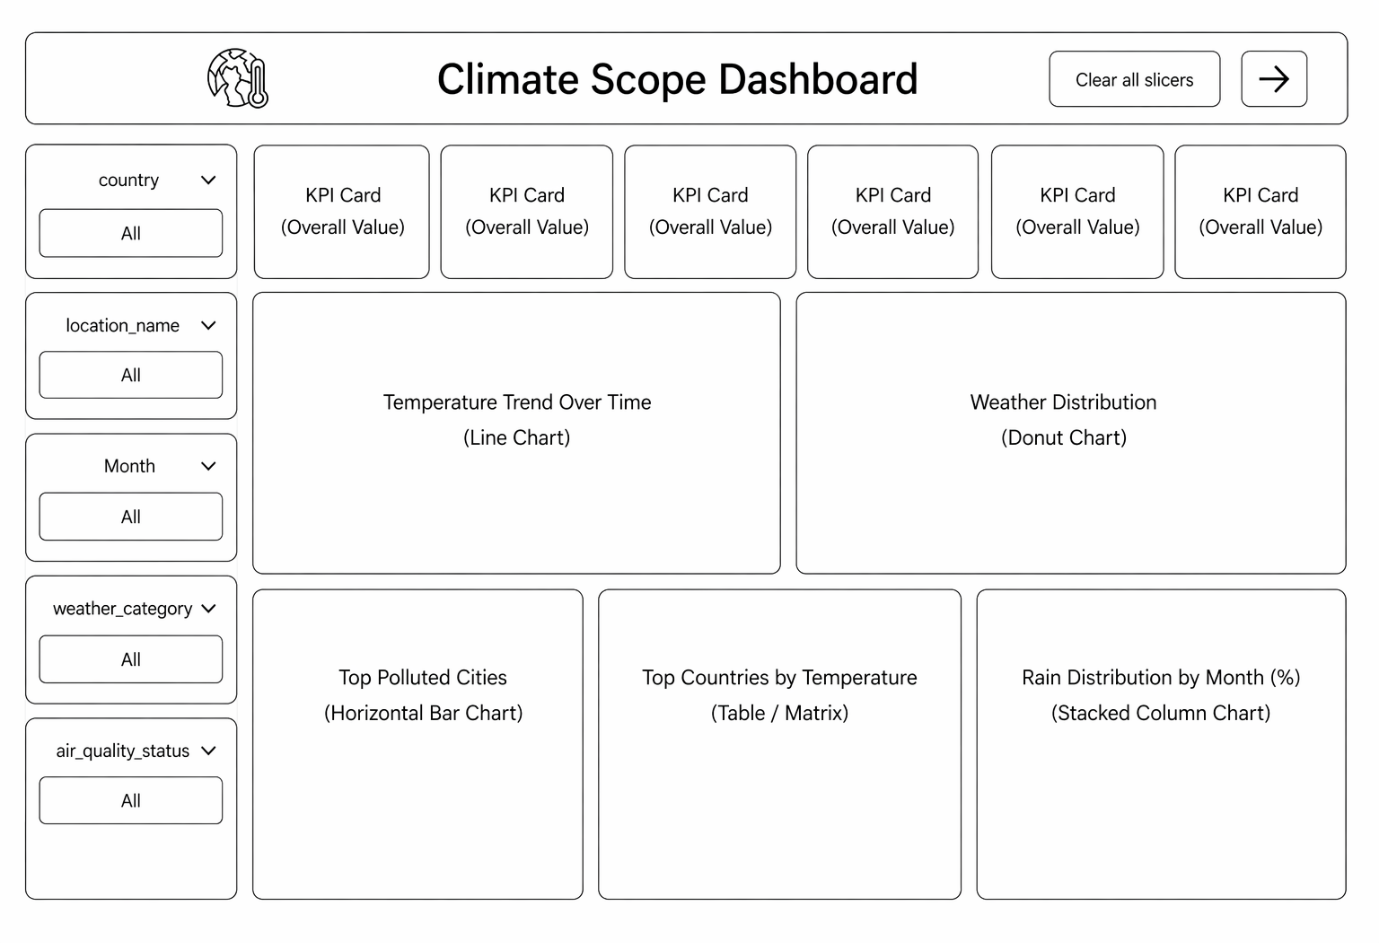 Climate Scope Dashboard
Clear all slicers
country
All
KPI Card
(Overall Value)
KPI Card
(Overall Value)
KPI Card
(Overall Value)
KPI Card
(Overall Value)
KPI Card
(Overall Value)
KPI Card
(Overall Value)
location_name
All
Month
All
weather_category
All
air_quality_status
All
Temperature Trend Over Time
(Line Chart)
Weather Distribution
(Donut Chart)
Top Polluted Cities
(Horizontal Bar Chart)
Top Countries by Temperature
(Table / Matrix)
Rain Distribution by Month (%)
(Stacked Column Chart)